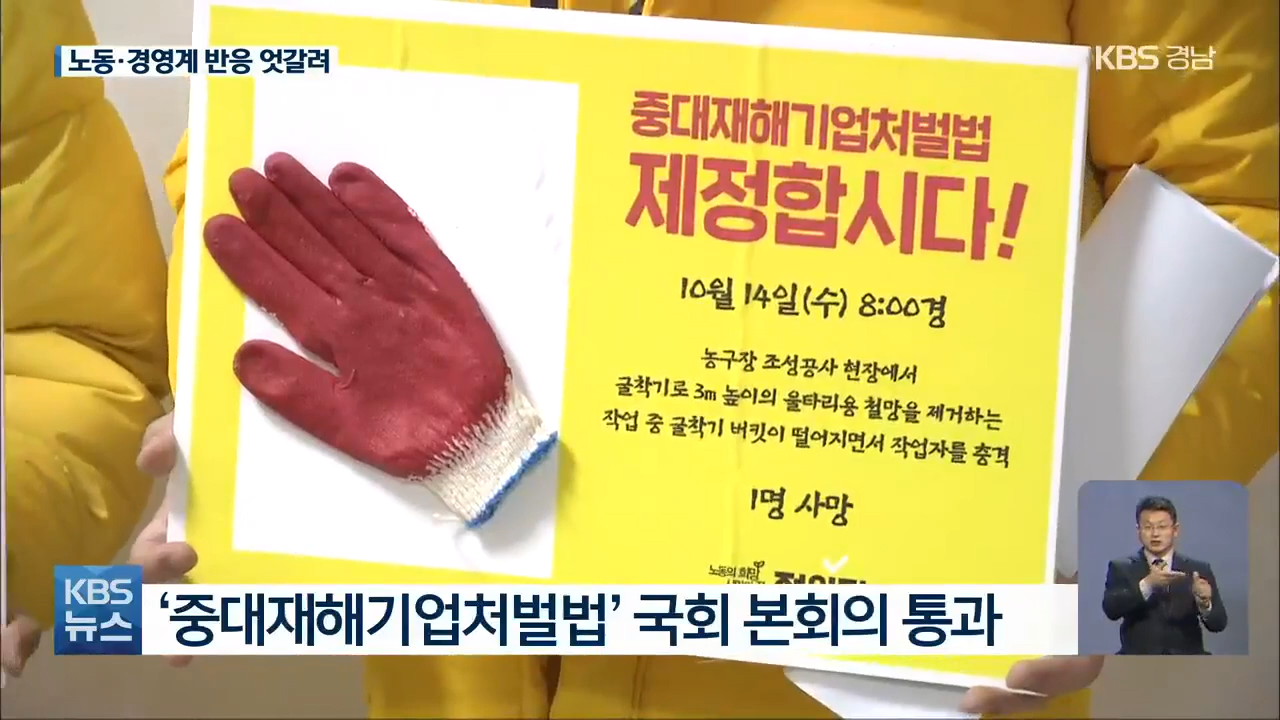 노동·경영계 반응 엇갈려
KBS 경남
중대재해기업처벌법
제정합시다!
10월 14일(수) 8:00경
농구장 조성공사 현장에서
굴착기로 3m 높이의 울타리용 철망을 제거하는
작업 중 굴착기 버킷이 떨어지면서 작업자를 충격
1명 사망
노동의 희망
KBS
뉴스
‘중대재해기업처벌법’ 국회 본회의 통과